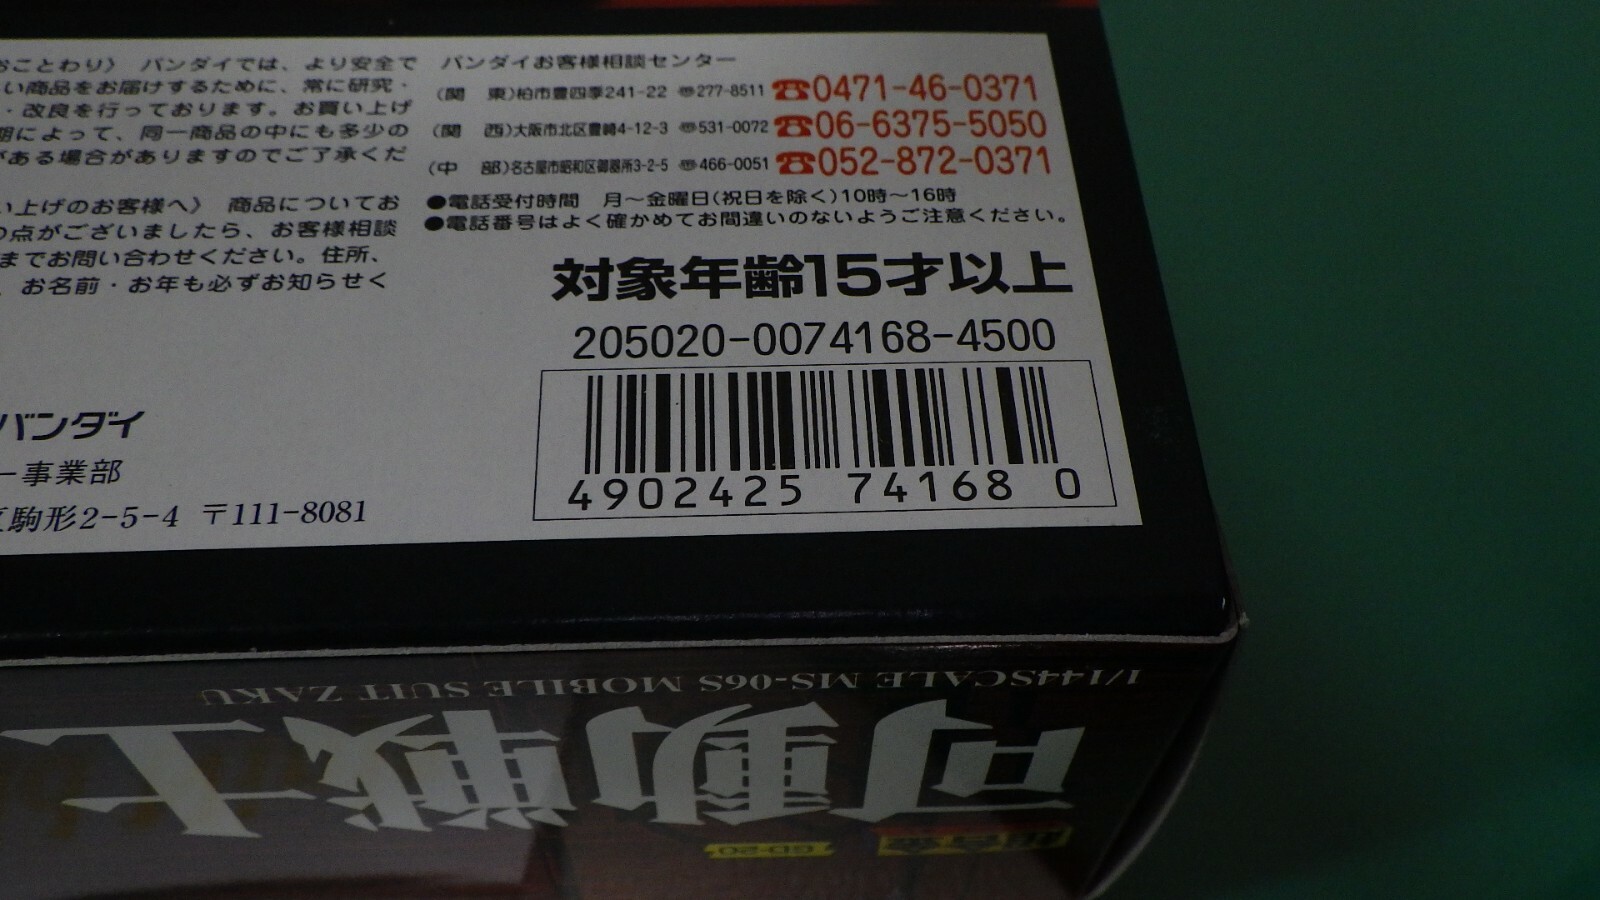 おことわり〉 バンダイでは、より安全で
い商品をお届けするために、常に研究・
・改良を行っております。お買い上げ
期によって、同一商品の中にも多少の
がある場合がありますのでご了承くだ
い上げのお客様へ〉 商品についてお
の点がございましたら、お客様相談
までお問い合わせください。住所、
、お名前・お年も必ずお知らせく
バンダイ
ー事業部
駒形2-5-4 〒111-8081
バンダイお客様相談センター
(関 東)柏市豊四季241-22 〠277-8511 ☎0471-46-0371
(関 西)大阪市北区豊崎4-12-3 〠531-0072 ☎06-6375-5050
(中 部)名古屋市昭和区御器所3-2-5 〠466-0051 ☎052-872-0371
●電話受付時間 月〜金曜日(祝日を除く)10時〜16時
●電話番号はよく確かめてお間違いのないようご注意ください。
対象年齢15才以上
205020-0074168-4500
4902425 74168 0
1/144SCALE MS-06S MOBILE SUIT ZAKU
可動戦士
超合金
GD-20